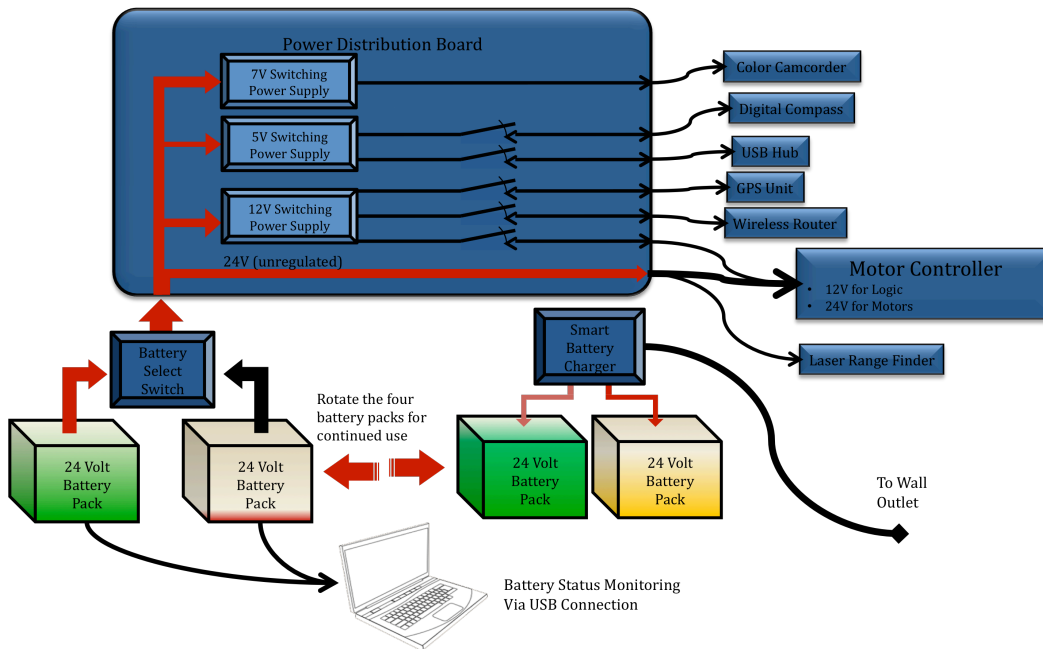 Power Distribution Board
7V Switching
Power Supply
Color Camcorder
Digital Compass
5V Switching
Power Supply
USB Hub
GPS Unit
12V Switching
Power Supply
Wireless Router
24V (unregulated)
Motor Controller
• 12V for Logic
• 24V for Motors
Battery
Select
Switch
Smart
Battery
Charger
Laser Range Finder
Rotate the four
battery packs for
continued use
24 Volt
Battery
Pack
24 Volt
Battery
Pack
24 Volt
Battery
Pack
24 Volt
Battery
Pack
To Wall
Outlet
Battery Status Monitoring
Via USB Connection